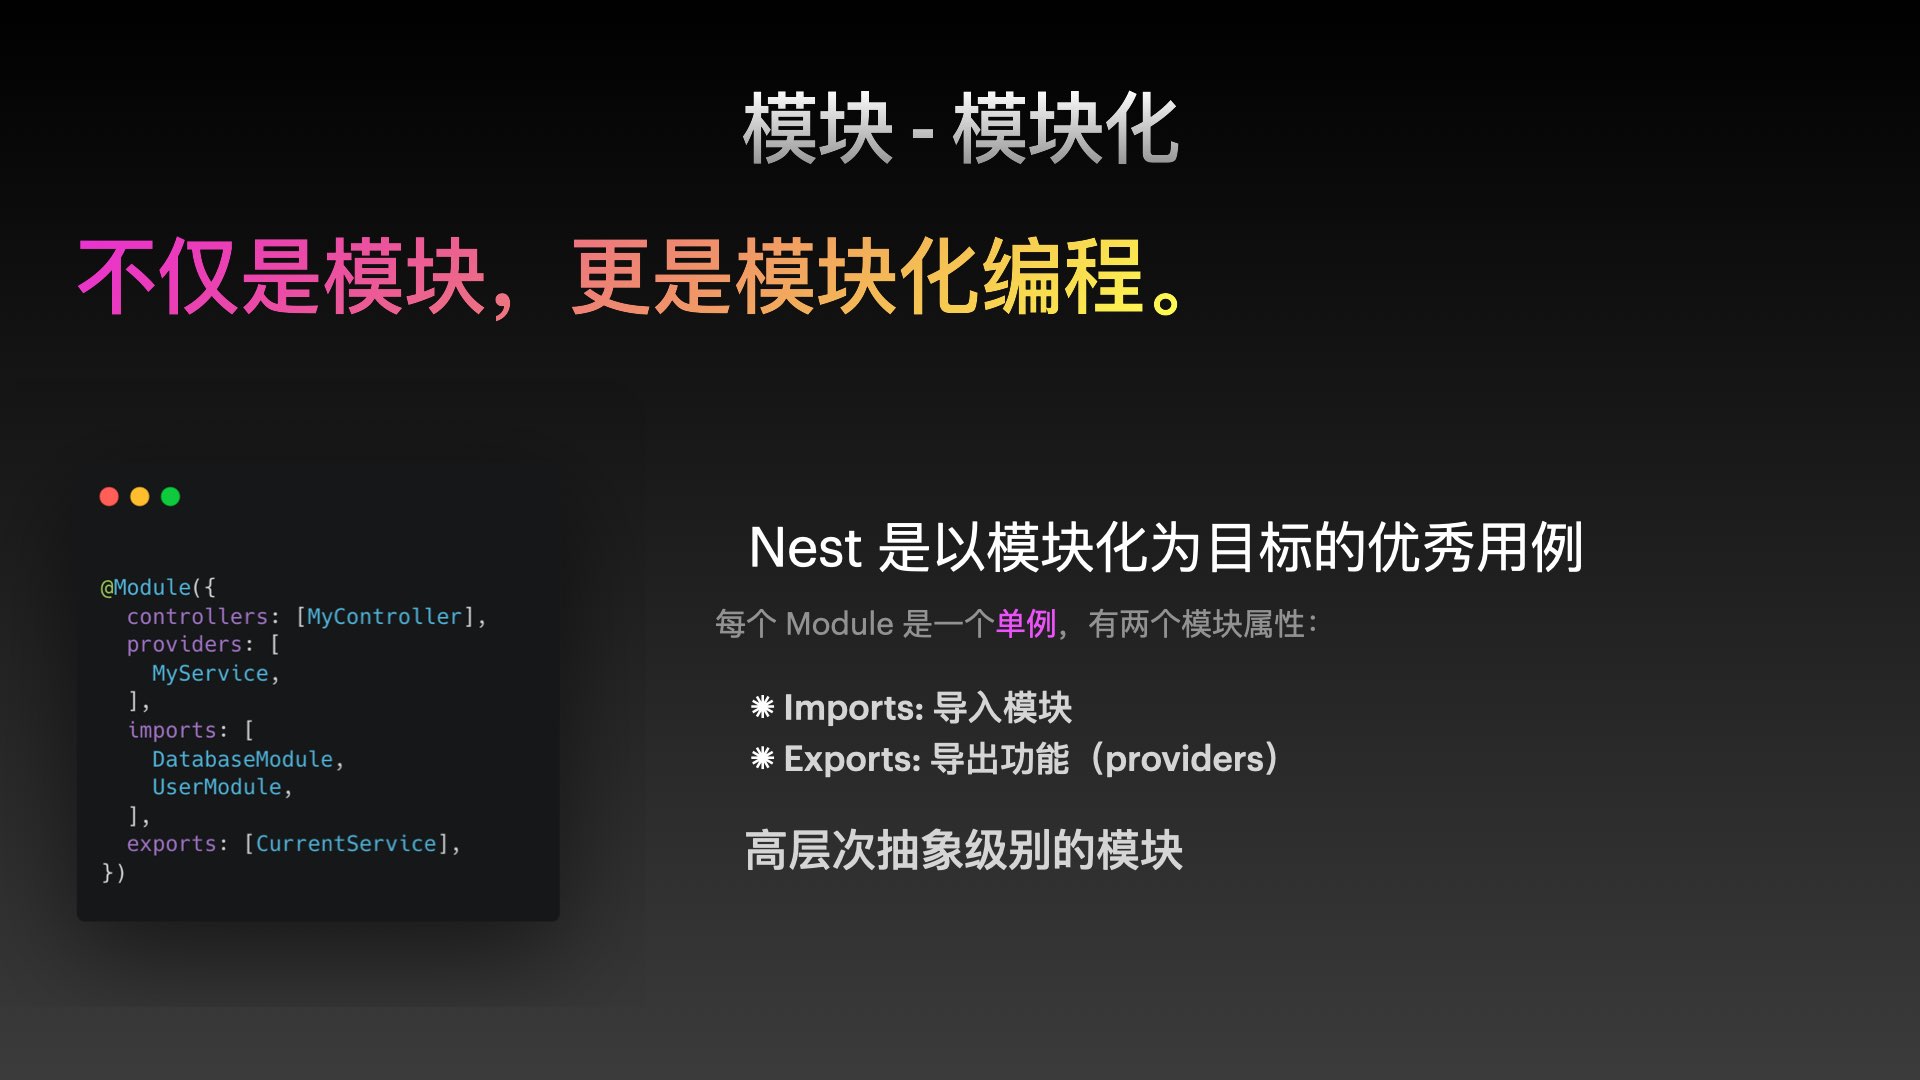 模块 - 模块化
不仅是模块，更是模块化编程。
@Module({
  controllers: [MyController],
  providers: [
    MyService,
  ],
  imports: [
    DatabaseModule,
    UserModule,
  ],
  exports: [CurrentService],
})
Nest 是以模块化为目标的优秀用例
每个 Module 是一个单例，有两个模块属性：
✺ Imports: 导入模块
✺ Exports: 导出功能（providers）
高层次抽象级别的模块